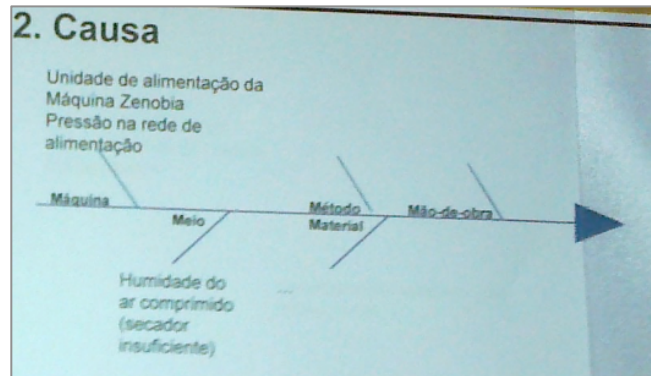 2. Causa
Unidade de alimentação da
Máquina Zenobia
Pressão na rede de
alimentação
Máquina
Meio
Método
Material
Mão-de-obra
Humidade do
ar comprimido
(secador
insuficiente)